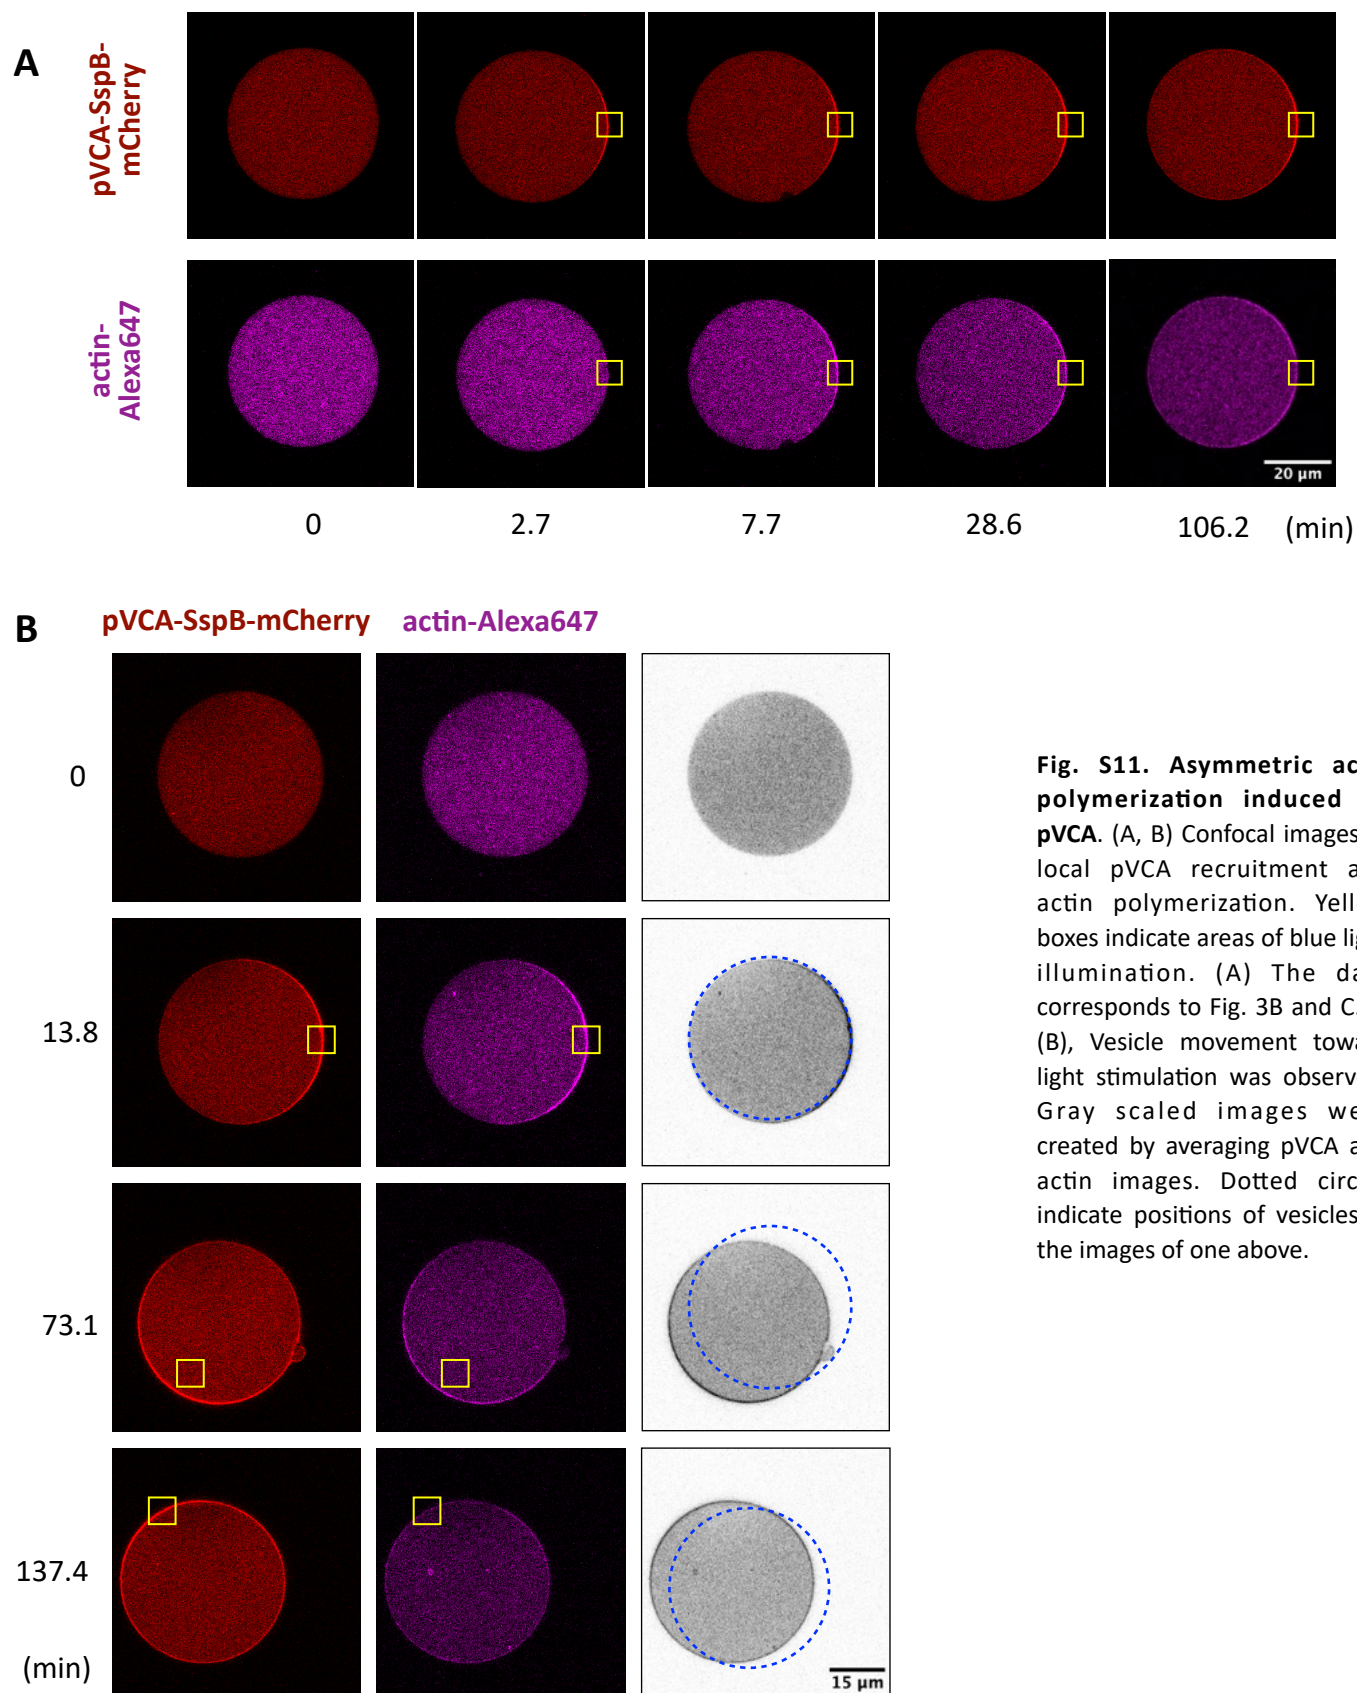 A
pVCA-SspB-
mCherry
actin-
Alexa647
20 µm
0 2.7 7.7 28.6 106.2 (min)
B
pVCA-SspB-mCherry actin-Alexa647
0
13.8
73.1
137.4
(min)
15 µm
Fig. S11. Asymmetric ac
polymerization induced
pVCA. (A, B) Confocal images
local pVCA recruitment a
actin polymerization. Yell
boxes indicate areas of blue lig
illumination. (A) The da
corresponds to Fig. 3B and C.
(B), Vesicle movement towa
light stimulation was observ
Gray scaled images we
created by averaging pVCA a
actin images. Dotted circ
indicate positions of vesicles
the images of one above.